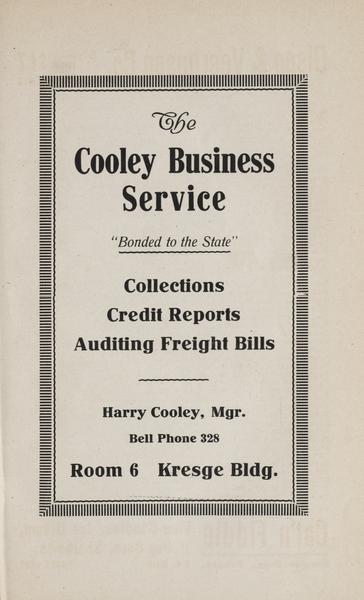 The
Cooley Business
Service
"Bonded to the State"
Collections
Credit Reports
Auditing Freight Bills
Harry Cooley, Mgr.
Bell Phone 328
Room 6 Kresge Bldg.